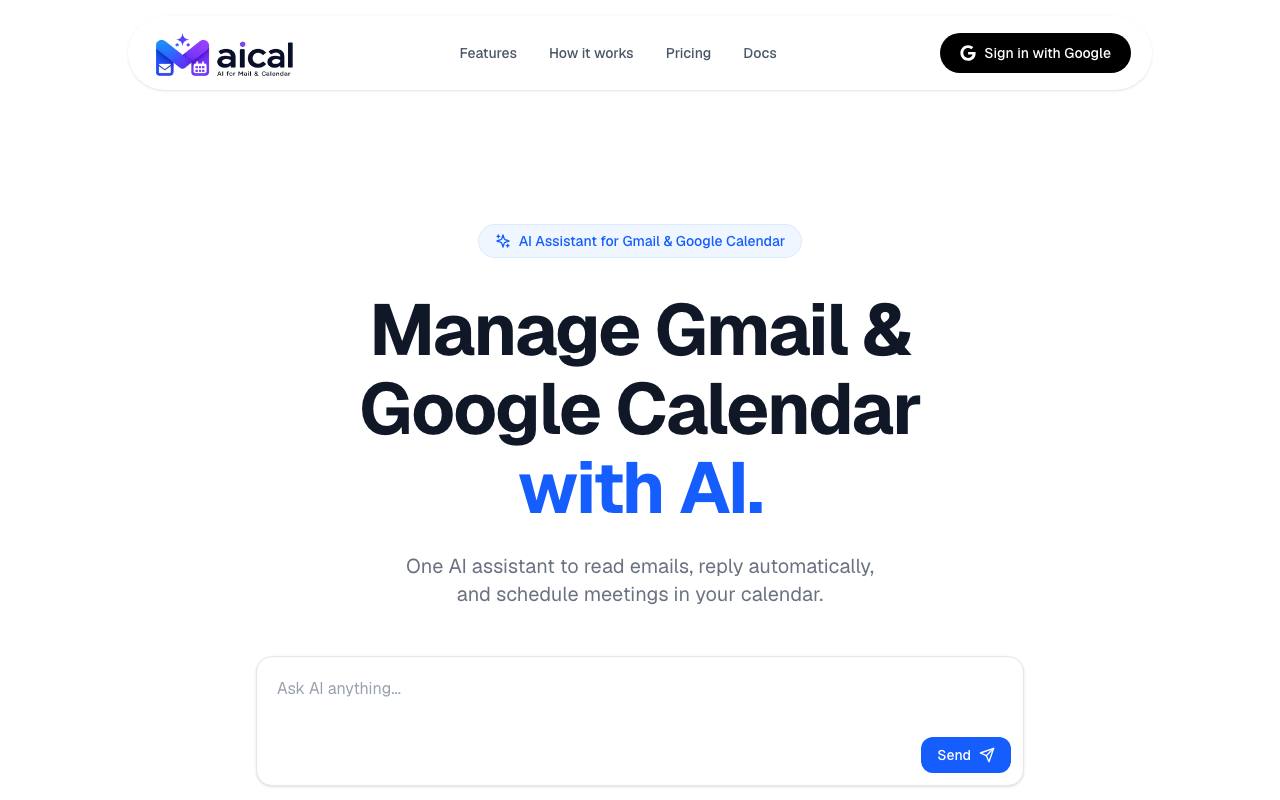 aical
AI for Mail & Calendar
Features
How it works
Pricing
Docs
Sign in with Google
AI Assistant for Gmail & Google Calendar
Manage Gmail &
Google Calendar
with AI.
One AI assistant to read emails, reply automatically,
and schedule meetings in your calendar.
Ask AI anything...
Send